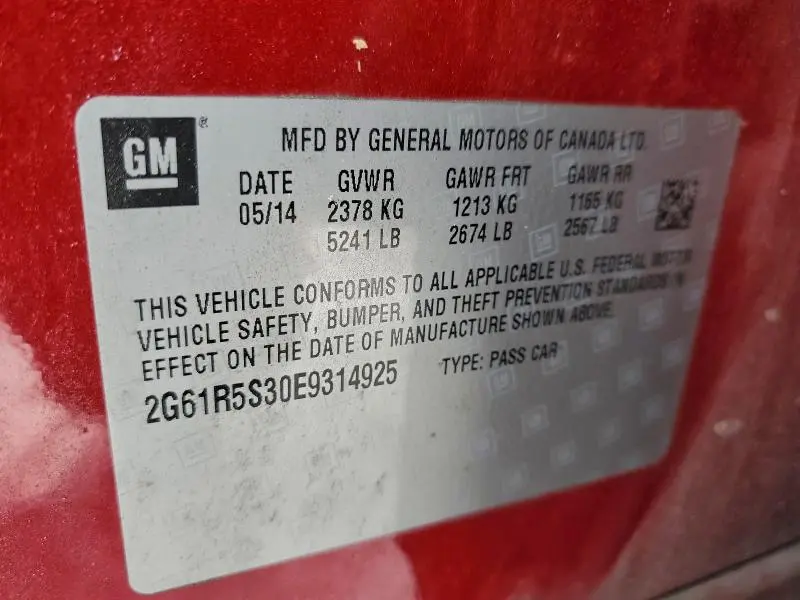 GM®
MFD BY GENERAL MOTORS OF CANADA LTD.
DATE GVWR GAWR FRT GAWR RR
05/14 2378 KG 1213 KG 1165 KG
5241 LB 2674 LB 2567 LB
THIS VEHICLE CONFORMS TO ALL APPLICABLE U.S. FEDERAL MOTOR
VEHICLE SAFETY, BUMPER, AND THEFT PREVENTION STANDARDS IN
EFFECT ON THE DATE OF MANUFACTURE SHOWN ABOVE.
2G61R5S30E9314925 TYPE: PASS CAR